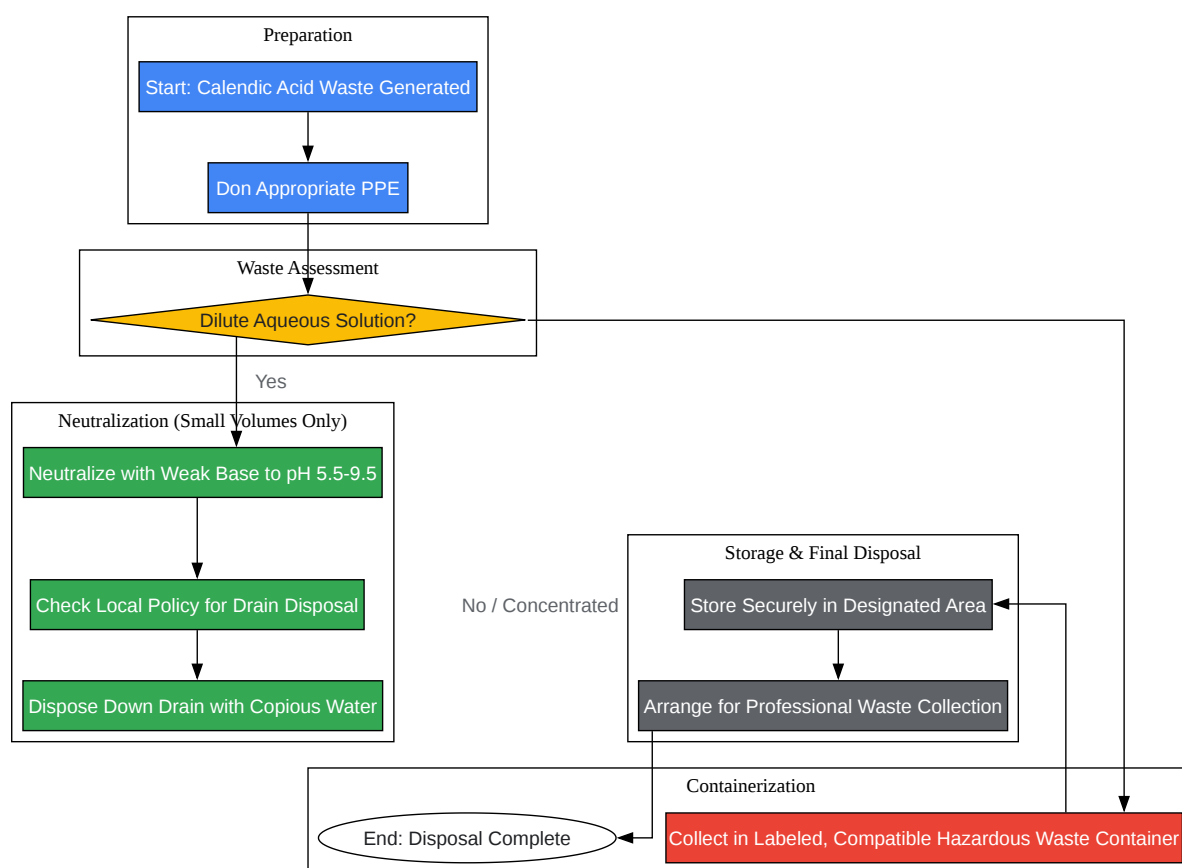 Preparation
Start: Calendic Acid Waste Generated
Don Appropriate PPE
Waste Assessment
Dilute Aqueous Solution?
Yes
Neutralization (Small Volumes Only)
Neutralize with Weak Base to pH 5.5-9.5
Check Local Policy for Drain Disposal
Dispose Down Drain with Copious Water
No / Concentrated
Storage & Final Disposal
Store Securely in Designated Area
Arrange for Professional Waste Collection
Containerization
End: Disposal Complete
Collect in Labeled, Compatible Hazardous Waste Container